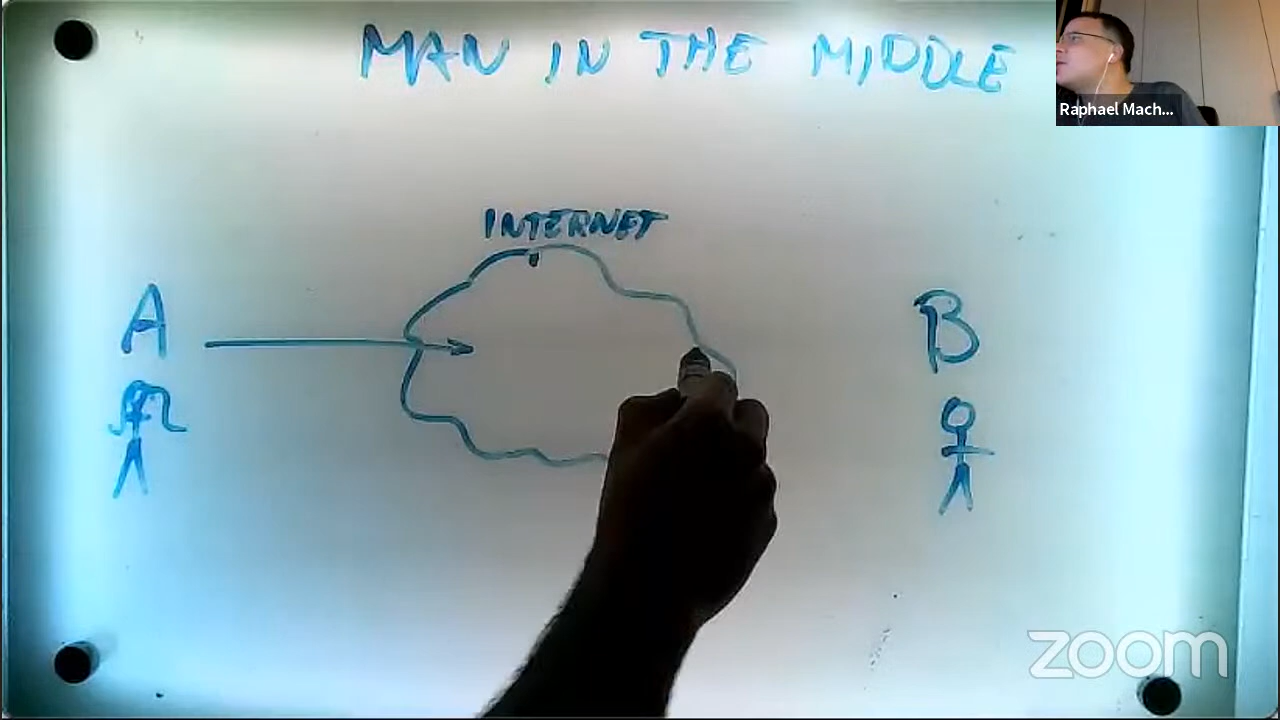 MAN IN THE MIDDLE
Raphael Mach...
INTERNET
A
B
zoom